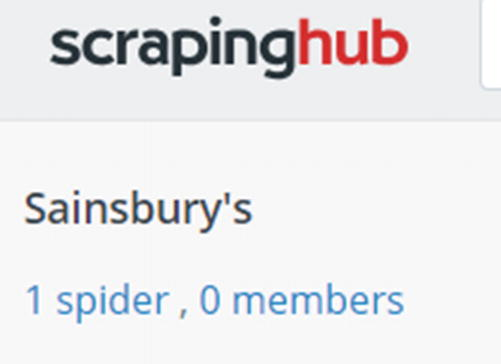 scrapinghub
Sainsbury's
1 spider , 0 members